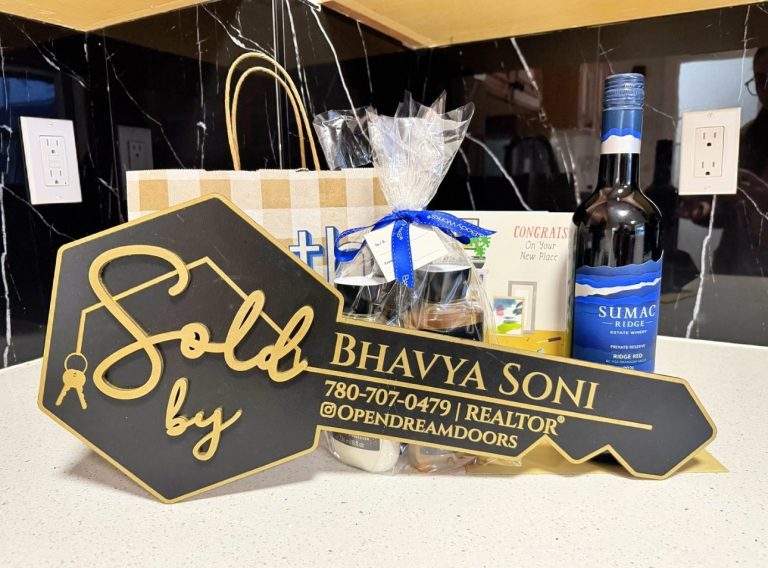 Sold
by
BHAVYA SONI
780-707-0479 | REALTOR®
OPENDREAMDOORS
CONGRATS
On Your
New Place
SUMAC
RIDGE
ESTATE WINERY
PRIVATE RESERVE
RIDGE RED